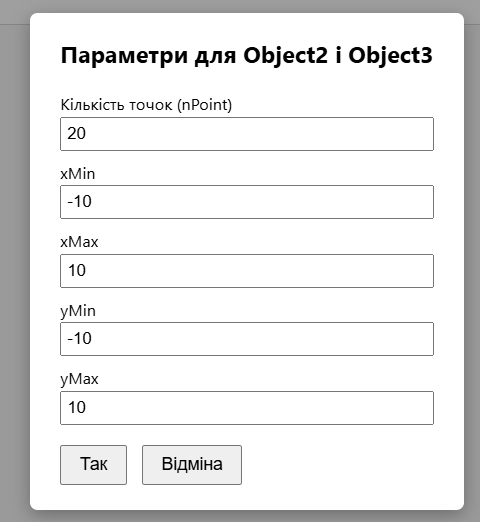 Параметри для Object2 і Object3
Кількість точок (nPoint)
20
xMin
-10
xMax
10
yMin
-10
yMax
10
Так
Відміна